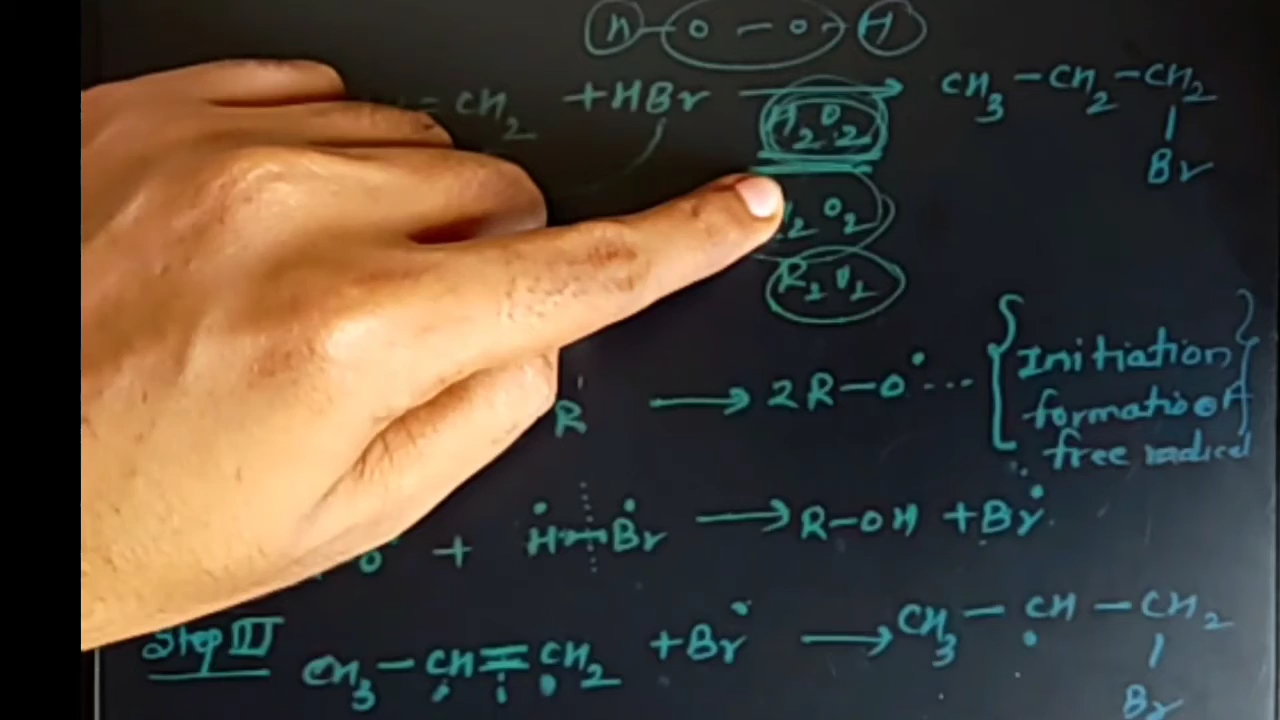 H—O—O—H
=CH2 +HBr → CH3—CH2—CH2
H2O2
Br
2O2
R2O2
R → 2R—O• ---- { Initiation }
formation of
free radical
O• + H—Br → R—OH + Br•
Step III
CH3—CH=CH2 + Br• → CH3—CH—CH2
Br